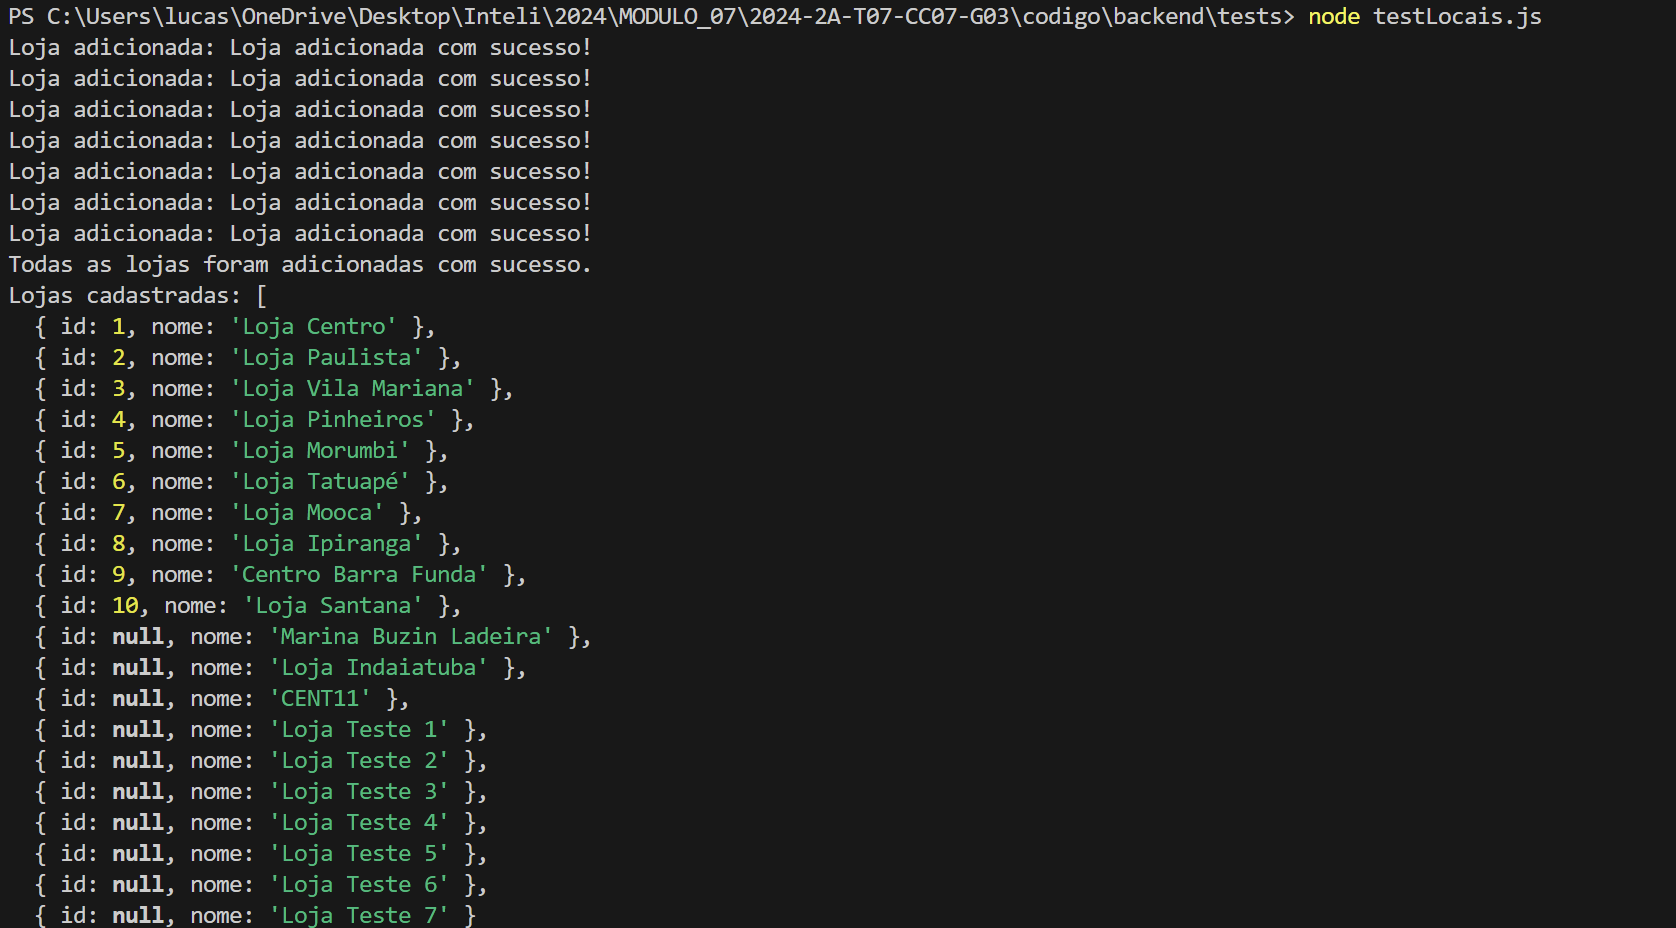 PS C:\Users\lucas\OneDrive\Desktop\Inteli\2024\MODULO_07\2024-2A-T07-CC07-G03\codigo\backend\tests> node testLocais.js
Loja adicionada: Loja adicionada com sucesso!
Loja adicionada: Loja adicionada com sucesso!
Loja adicionada: Loja adicionada com sucesso!
Loja adicionada: Loja adicionada com sucesso!
Loja adicionada: Loja adicionada com sucesso!
Loja adicionada: Loja adicionada com sucesso!
Loja adicionada: Loja adicionada com sucesso!
Todas as lojas foram adicionadas com sucesso.
Lojas cadastradas: [
  { id: 1, nome: 'Loja Centro' },
  { id: 2, nome: 'Loja Paulista' },
  { id: 3, nome: 'Loja Vila Mariana' },
  { id: 4, nome: 'Loja Pinheiros' },
  { id: 5, nome: 'Loja Morumbi' },
  { id: 6, nome: 'Loja Tatuapé' },
  { id: 7, nome: 'Loja Mooca' },
  { id: 8, nome: 'Loja Ipiranga' },
  { id: 9, nome: 'Centro Barra Funda' },
  { id: 10, nome: 'Loja Santana' },
  { id: null, nome: 'Marina Buzin Ladeira' },
  { id: null, nome: 'Loja Indaiatuba' },
  { id: null, nome: 'CENT11' },
  { id: null, nome: 'Loja Teste 1' },
  { id: null, nome: 'Loja Teste 2' },
  { id: null, nome: 'Loja Teste 3' },
  { id: null, nome: 'Loja Teste 4' },
  { id: null, nome: 'Loja Teste 5' },
  { id: null, nome: 'Loja Teste 6' },
  { id: null, nome: 'Loja Teste 7' }